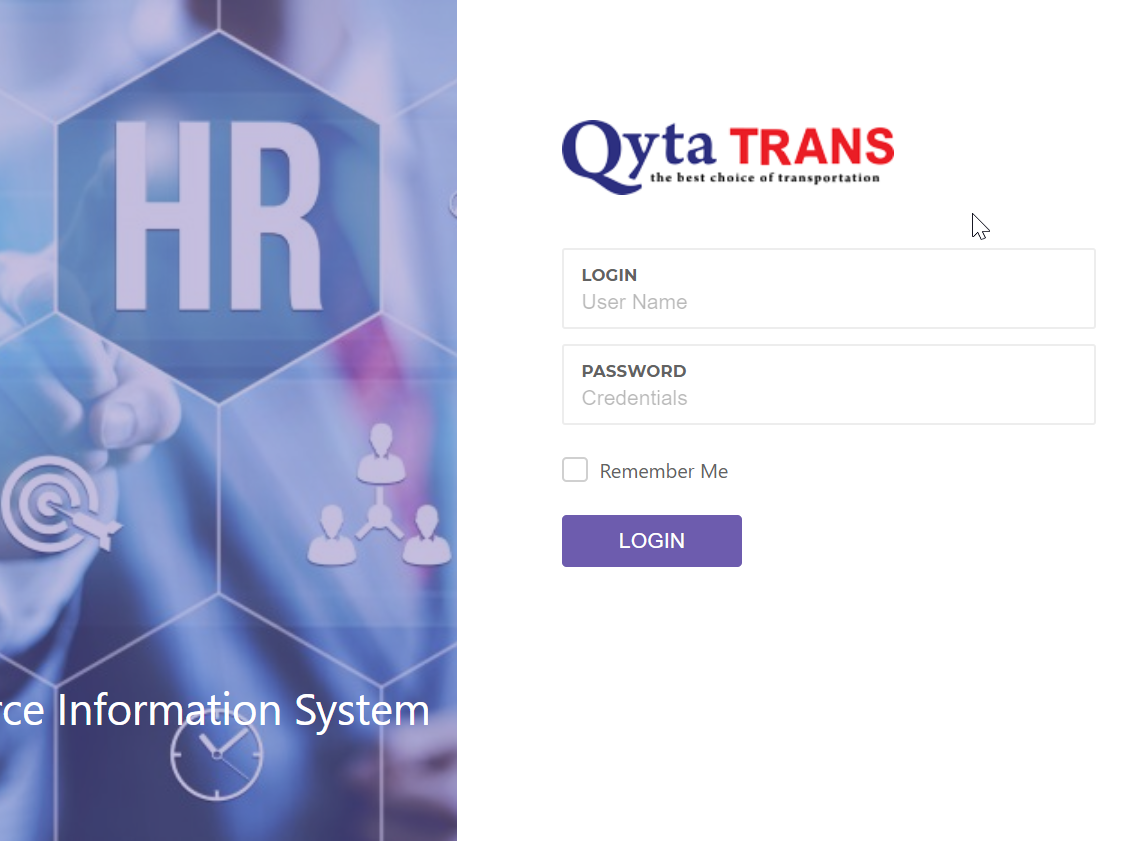 HR
rce Information System
Qyta TRANS
the best choice of transportation
LOGIN
User Name
PASSWORD
Credentials
Remember Me
LOGIN